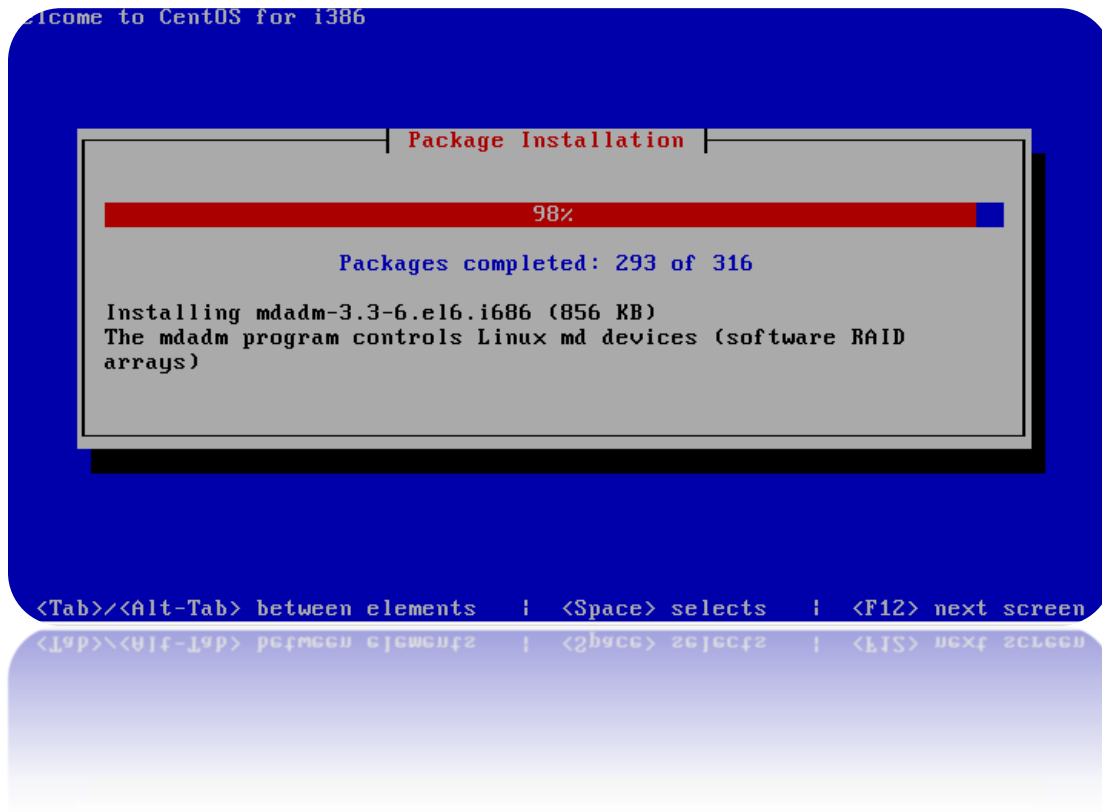 elcome to CentOS for i386
Package Installation
98%
Packages completed: 293 of 316
Installing mdadm-3.3-6.el6.i686 (856 KB)
The mdadm program controls Linux md devices (software RAID
arrays)
<Tab>/<Alt-Tab> between elements | <Space> selects | <F12> next screen